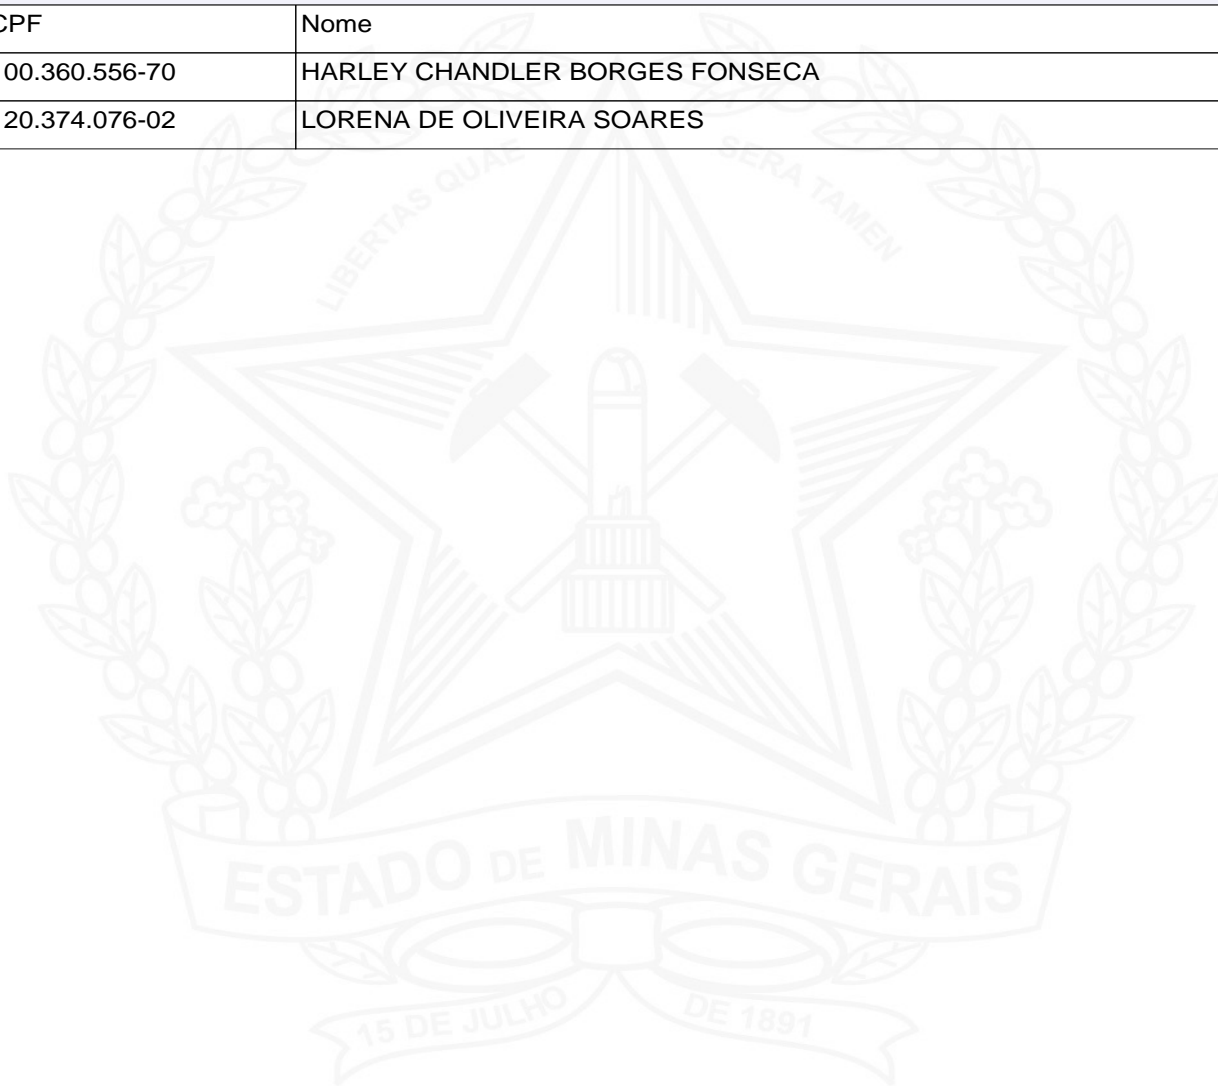 CPF Nome
00.360.556-70 HARLEY CHANDLER BORGES FONSECA
20.374.076-02 LORENA DE OLIVEIRA SOARES
LIBERTAS QUAE SERA TAMEN
ESTADO DE MINAS GERAIS
15 DE JULHO DE 1891